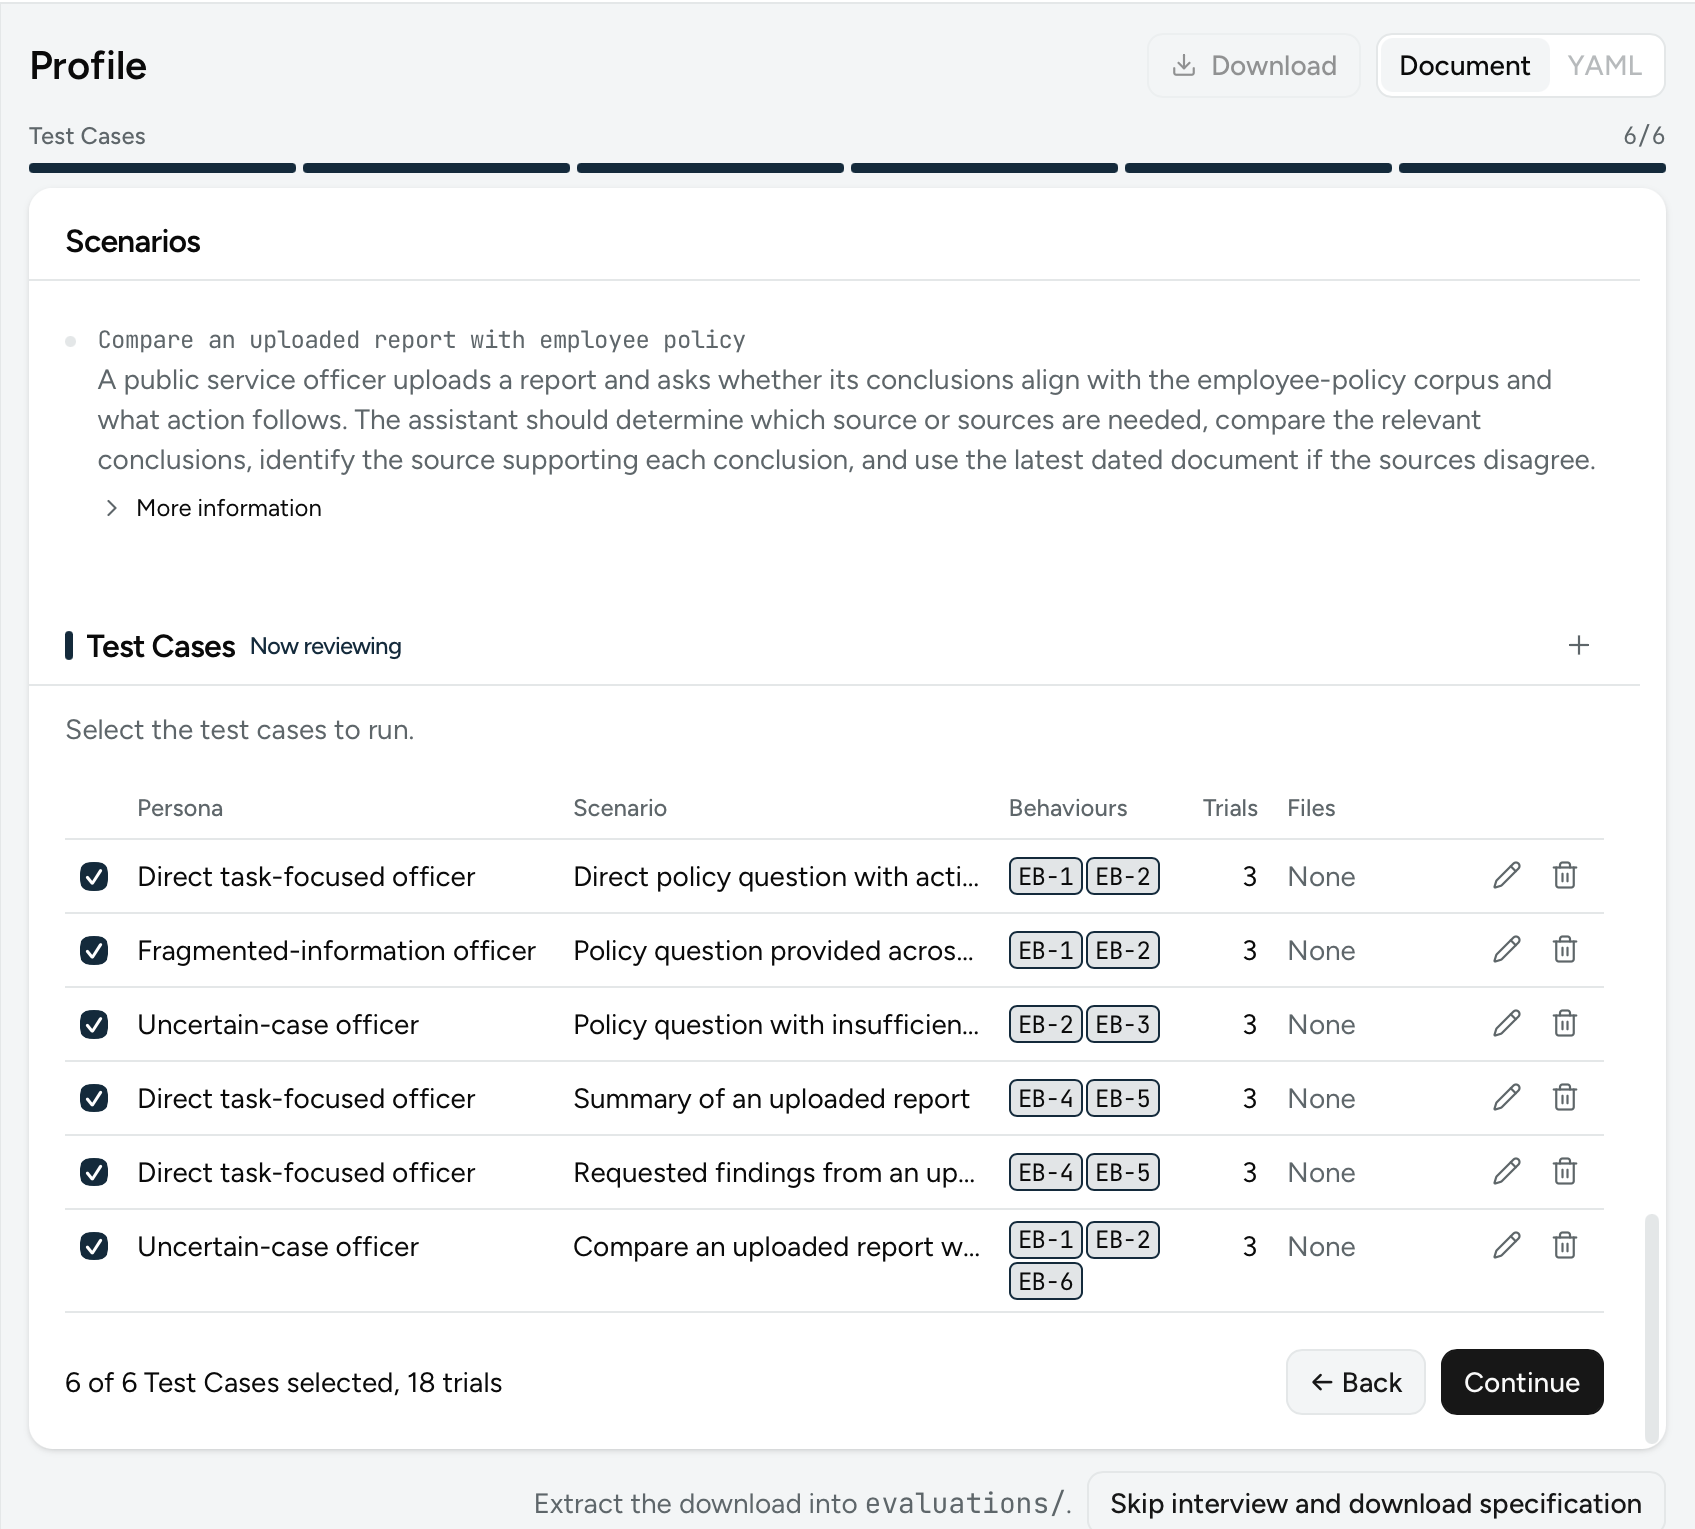 Profile
Download
Document
YAML
Test Cases
6/6
Scenarios
Compare an uploaded report with employee policy
A public service officer uploads a report and asks whether its conclusions align with the employee-policy corpus and
what action follows. The assistant should determine which source or sources are needed, compare the relevant
conclusions, identify the source supporting each conclusion, and use the latest dated document if the sources disagree.
More information
Test Cases Now reviewing
Select the test cases to run.
Persona Scenario Behaviours Trials Files
Direct task-focused officer Direct policy question with acti... EB-1 EB-2 3 None
Fragmented-information officer Policy question provided acros... EB-1 EB-2 3 None
Uncertain-case officer Policy question with insufficien... EB-2 EB-3 3 None
Direct task-focused officer Summary of an uploaded report EB-4 EB-5 3 None
Direct task-focused officer Requested findings from an up... EB-4 EB-5 3 None
Uncertain-case officer Compare an uploaded report w... EB-1 EB-2 3 None
EB-6
6 of 6 Test Cases selected, 18 trials
← Back
Continue
Extract the download into evaluations/.
Skip interview and download specification